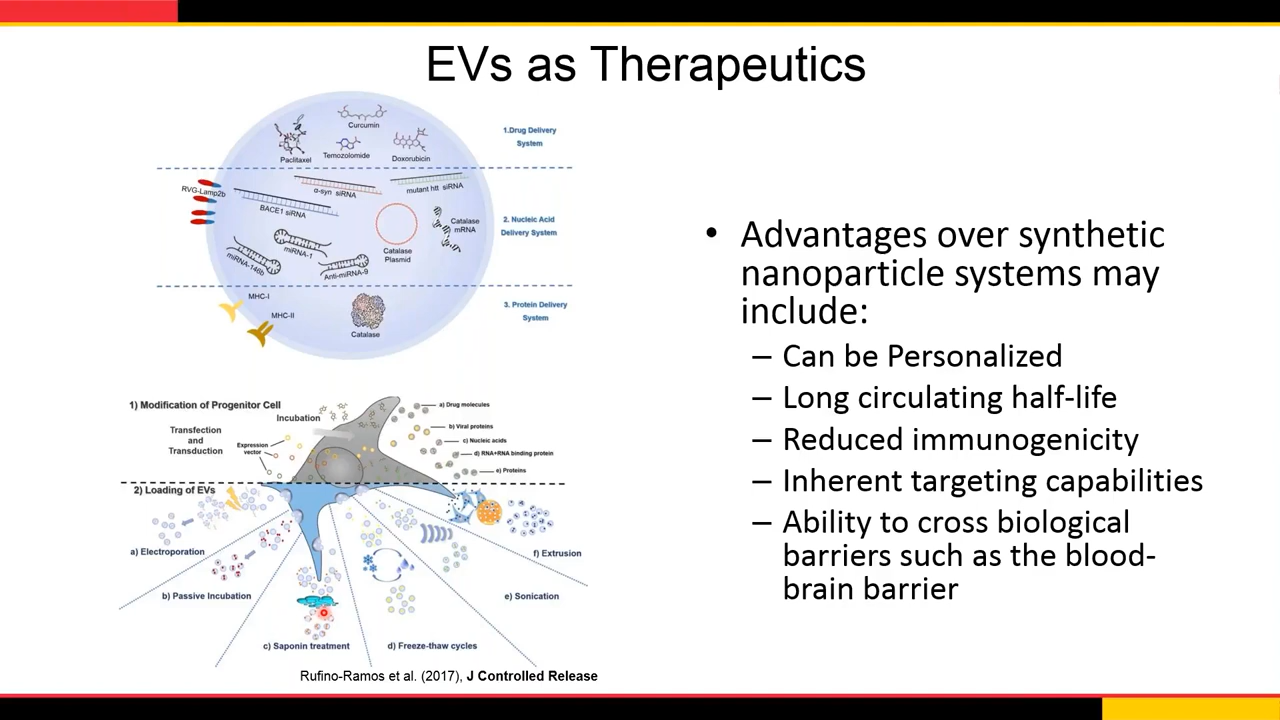 EVs as Therapeutics
Curcumin
Paclitaxel
Temozolomide
Doxorubicin
1.Drug Delivery
System
RVG-Lamp2b
α-syn siRNA
mutant htt siRNA
BACE1 siRNA
Catalase
mRNA
2. Nucleic Acid
Delivery System
miRNA-1
miRNA-146b
Anti-miRNA-9
Catalase
Plasmid
MHC-I
MHC-II
Catalase
3. Protein Delivery
System
1) Modification of Progenitor Cell
Incubation
Transfection
and
Transduction
Expression
vector
a) Drug molecules
b) Viral proteins
c) Nucleic acids
d) RNA+RNA binding protein
e) Proteins
2) Loading of EVs
a) Electroporation
b) Passive Incubation
c) Saponin treatment
d) Freeze-thaw cycles
e) Sonication
f) Extrusion
Rufino-Ramos et al. (2017), J Controlled Release
• Advantages over synthetic
nanoparticle systems may
include:
– Can be Personalized
– Long circulating half-life
– Reduced immunogenicity
– Inherent targeting capabilities
– Ability to cross biological
barriers such as the blood-
brain barrier